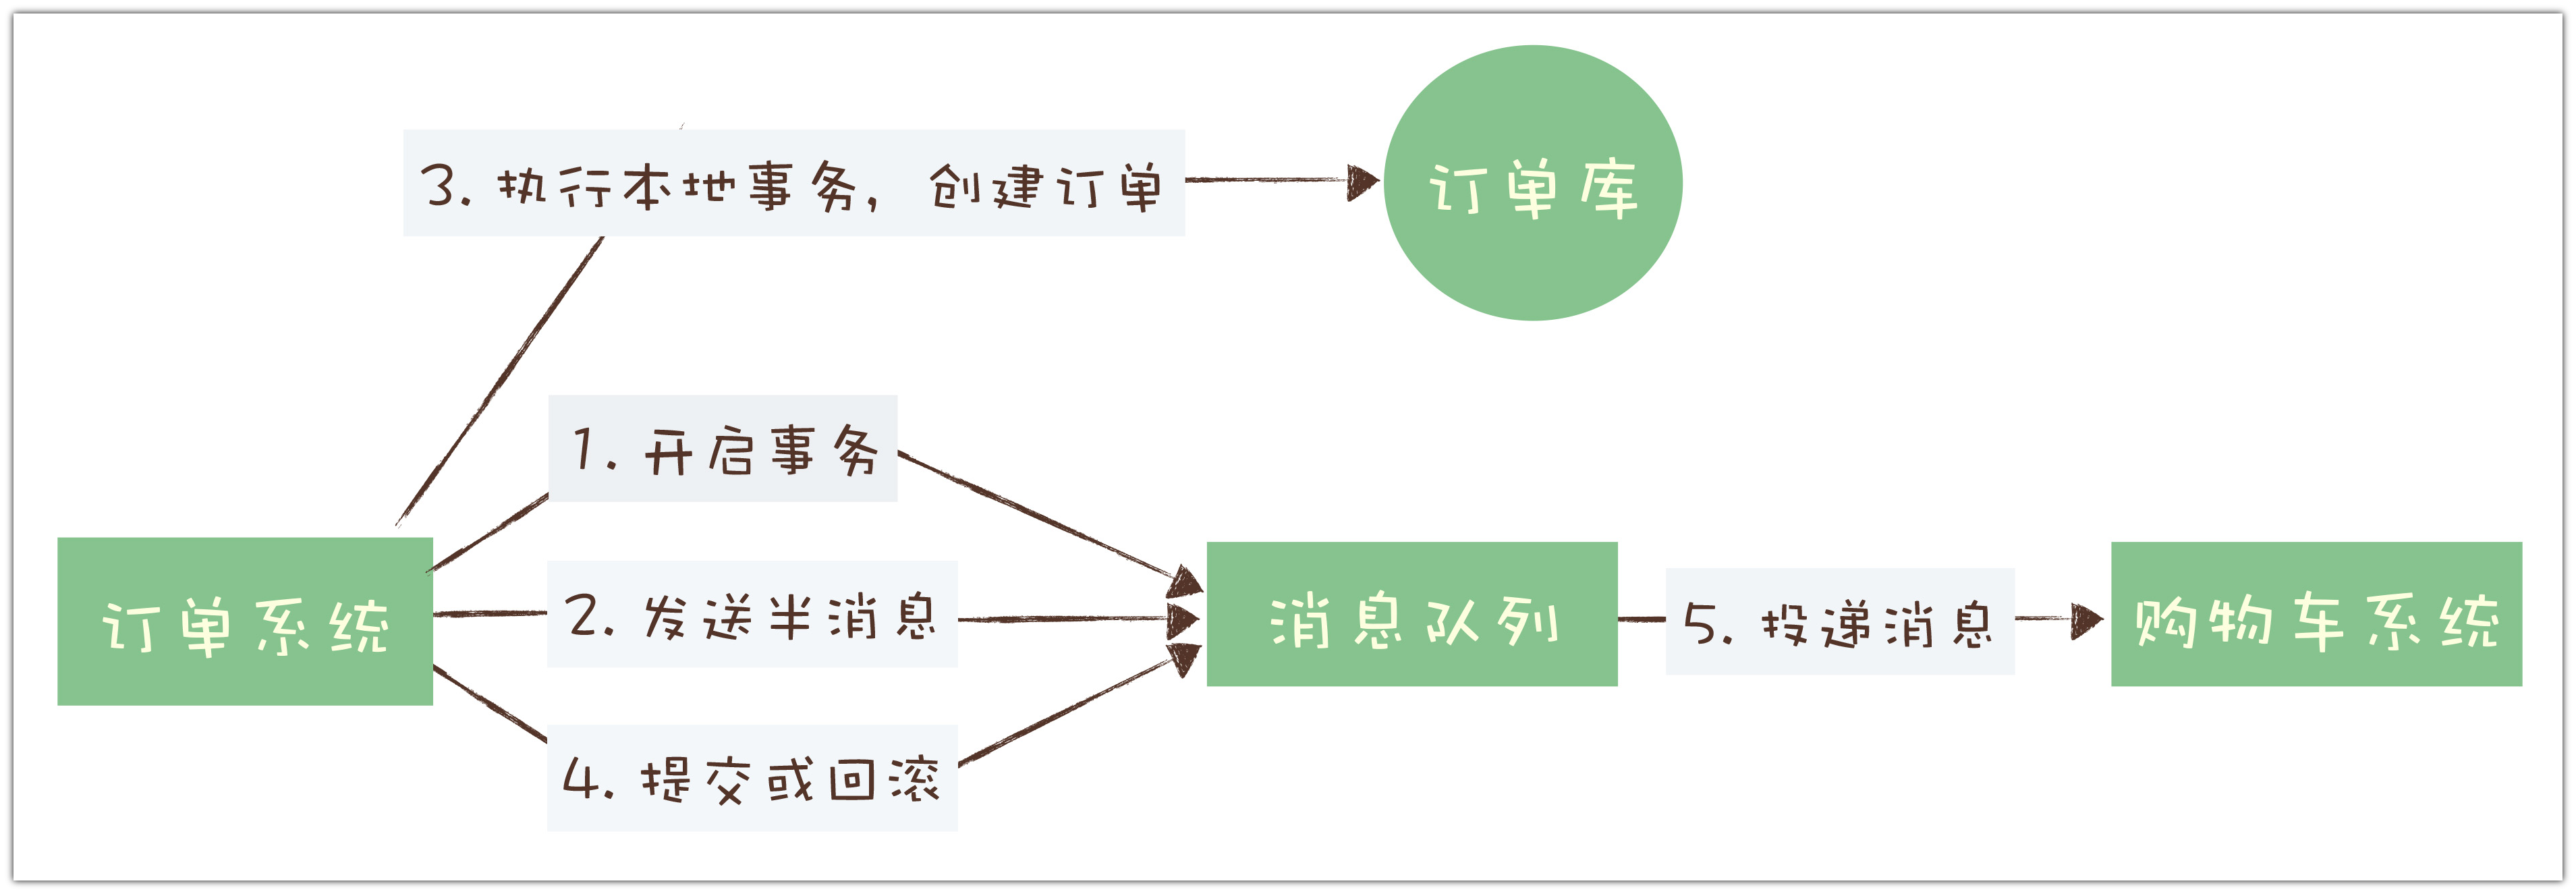 3. 执行本地事务, 创建订单
订单库
1. 开启事务
订单系统
2. 发送半消息
消息队列
5. 投递消息
购物车系统
4. 提交或回滚